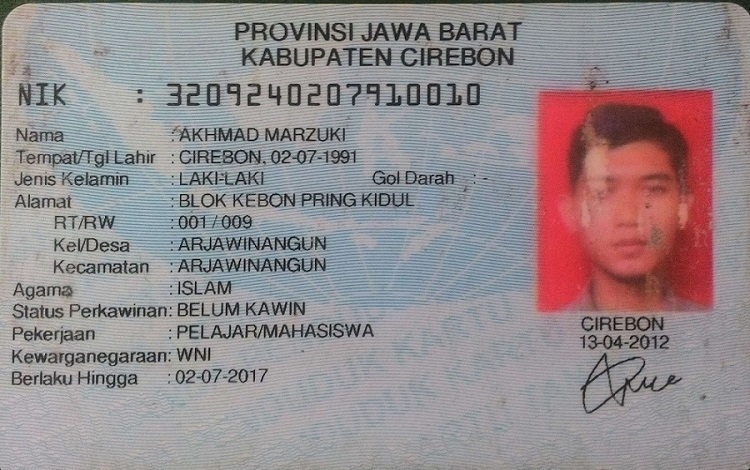 PROVINSI JAWA BARAT
KABUPATEN CIREBON
NIK : 3209240207910010
Nama : AKHMAD MARZUKI
Tempat/Tgl Lahir : CIREBON, 02-07-1991
Jenis Kelamin : LAKI-LAKI Gol Darah : -
Alamat : BLOK KEBON PRING KIDUL
RT/RW : 001 / 009
Kel/Desa : ARJAWINANGUN
Kecamatan : ARJAWINANGUN
Agama : ISLAM
Status Perkawinan: BELUM KAWIN
Pekerjaan : PELAJAR/MAHASISWA
Kewarganegaraan: WNI
Berlaku Hingga : 02-07-2017
CIREBON
13-04-2012